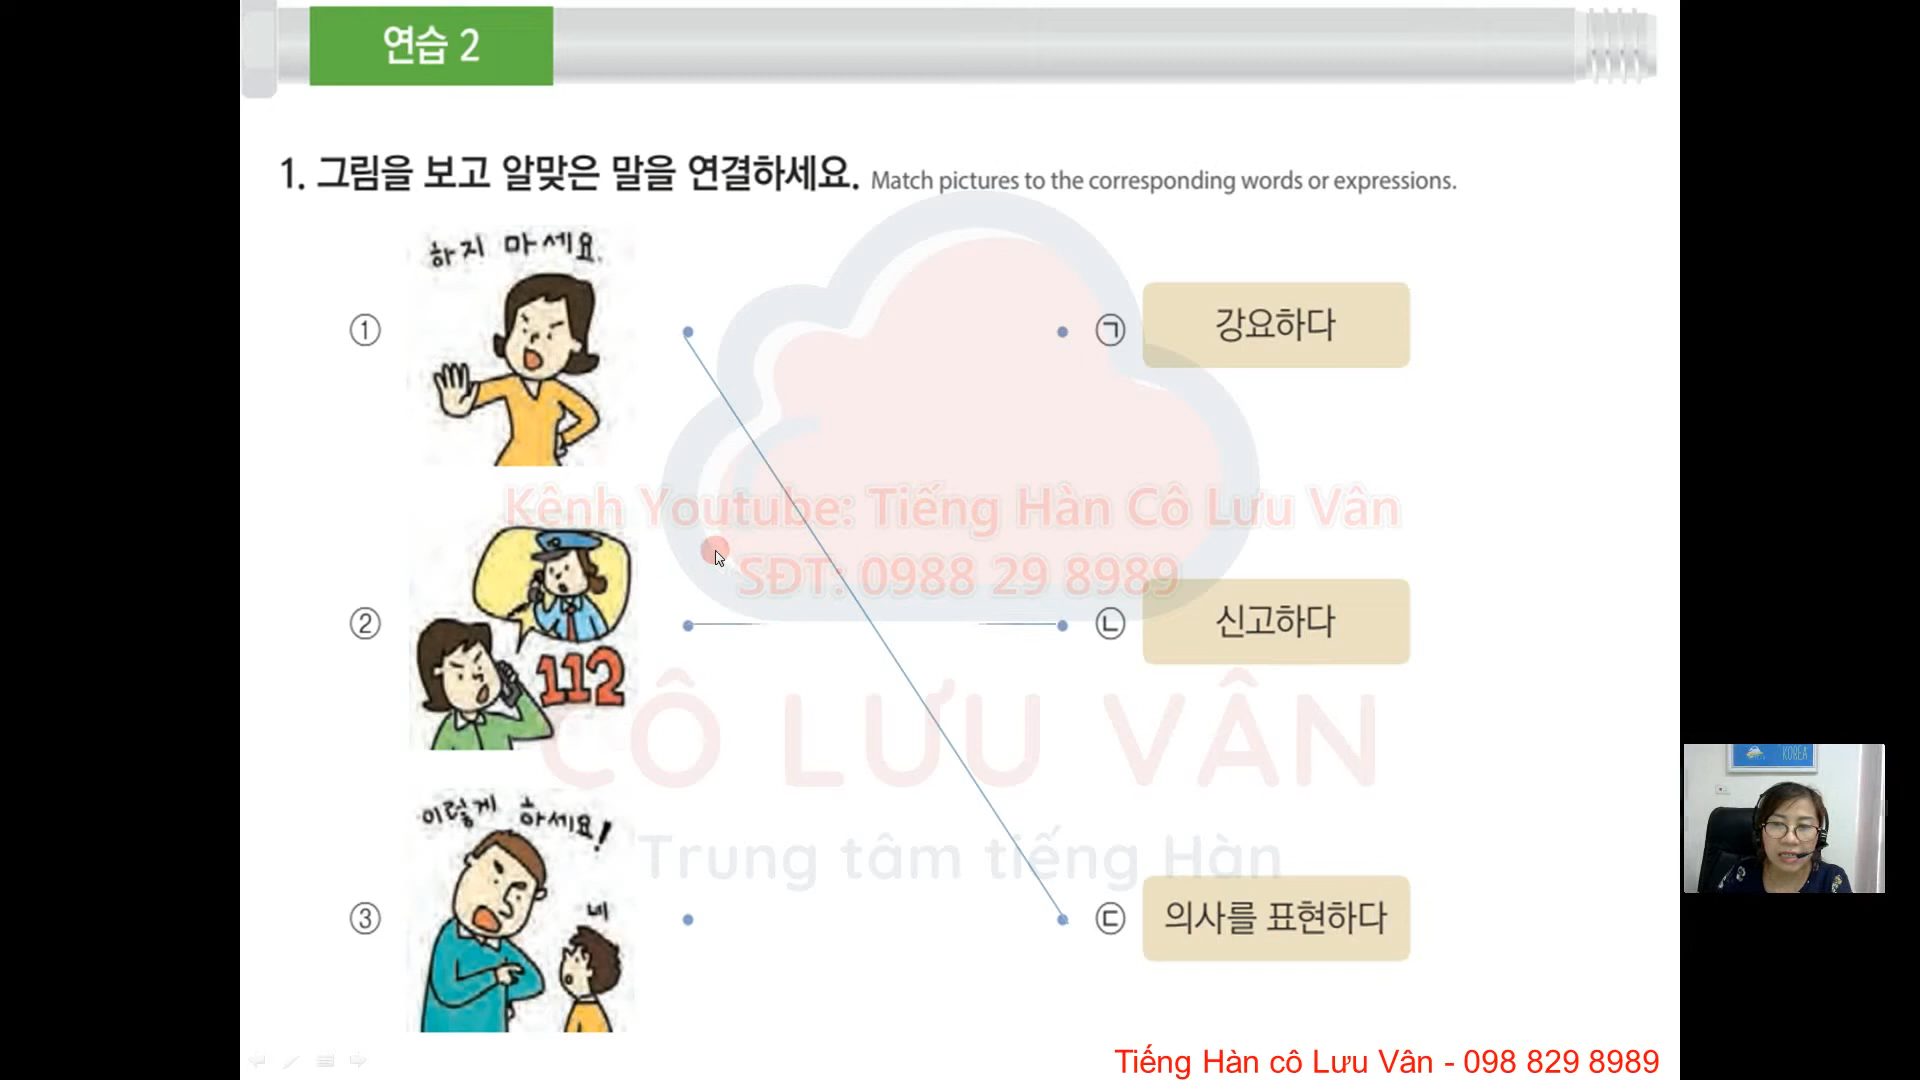 연습 2
1. 그림을 보고 알맞은 말을 연결하세요. Match pictures to the corresponding words or expressions.
하지 마세요.
①
㉠ 강요하다
Kênh Youtube: Tiếng Hàn Cô Lưu Vân
SĐT: 0988 29 8989
②
112
㉡ 신고하다
CÔ LƯU VÂN
Trung tâm tiếng Hàn
이렇게 하세요!
네
③
㉢ 의사를 표현하다
KOREA
Tiếng Hàn cô Lưu Vân - 098 829 8989